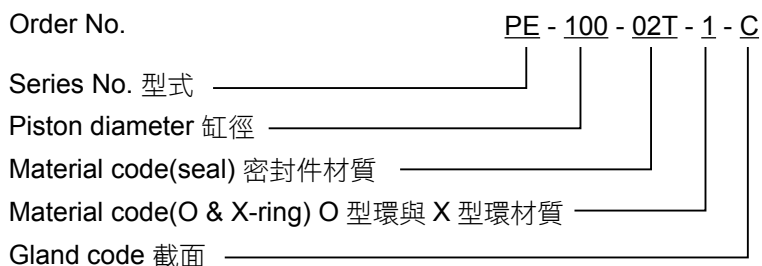 Order No. PE - 100 - 02T - 1 - C
Series No. 型式
Piston diameter 缸徑
Material code(seal) 密封件材質
Material code(O & X-ring) O 型環與 X 型環材質
Gland code 截面